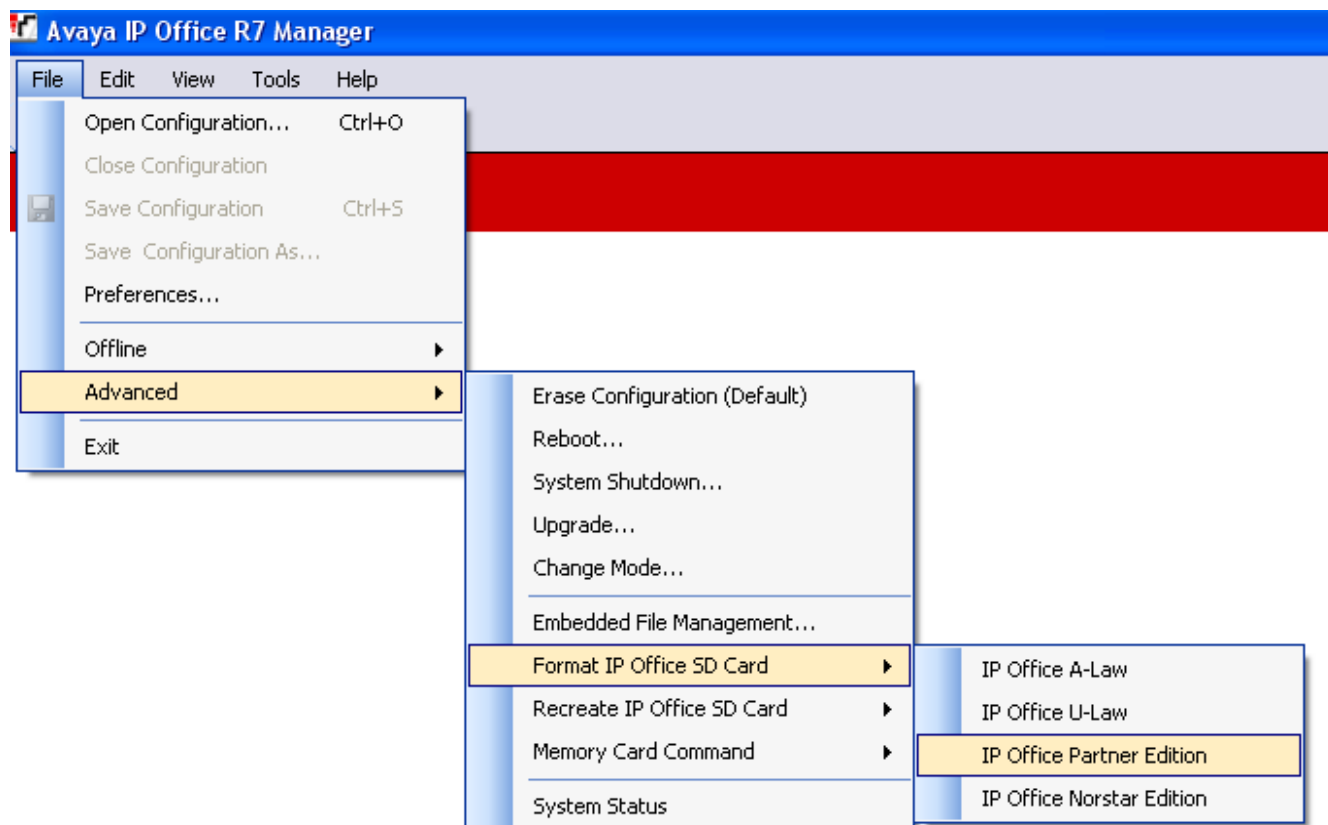 Avaya IP Office R7 Manager
File Edit View Tools Help
Open Configuration... Ctrl+O
Close Configuration
Save Configuration Ctrl+S
Save Configuration As...
Preferences...
Offline
Advanced
Exit
Erase Configuration (Default)
Reboot...
System Shutdown...
Upgrade...
Change Mode...
Embedded File Management...
Format IP Office SD Card
Recreate IP Office SD Card
Memory Card Command
System Status
IP Office A-Law
IP Office U-Law
IP Office Partner Edition
IP Office Norstar Edition